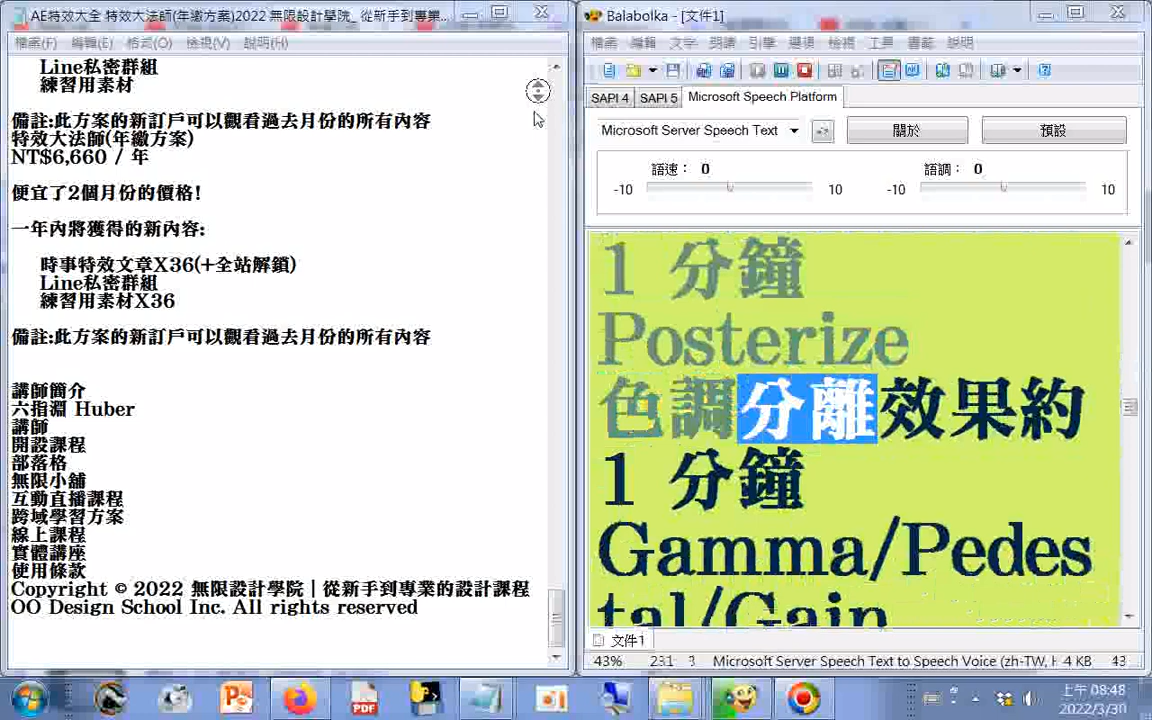 AE特效大全 特效大法師(年繳方案)2022 無限設計學院_ 從新手到專業...
檔案(F) 編輯(E) 格式(O) 檢視(V) 說明(H)
Line私密群組
練習用素材
備註:此方案的新訂戶可以觀看過去月份的所有內容
特效大法師(年繳方案)
NT$6,660 / 年
便宜了2個月份的價格!
一年內將獲得的新內容:
時事特效文章X36(+全站解鎖)
Line私密群組
練習用素材X36
備註:此方案的新訂戶可以觀看過去月份的所有內容
講師簡介
六指淵 Huber
講師
開設課程
部落格
無限小舖
互動直播課程
跨域學習方案
線上課程
實體講座
使用條款
Copyright © 2022 無限設計學院 | 從新手到專業的設計課程
OO Design School Inc. All rights reserved
Balabolka - [文件1]
檔案 編輯 文字 朗讀 引擎 選項 檢視 工具 書籤 說明
SAPI 4 SAPI 5 Microsoft Speech Platform
Microsoft Server Speech Text 關於 預設
語速： 0 語調： 0
-10 10 -10 10
1 分鐘
Posterize
色調分離效果約
1 分鐘
Gamma/Pedes
tal/Gain
文件1
43% 231 : 3 Microsoft Server Speech Text to Speech Voice (zh-TW, H 4 KB 43
PDF
上午 08:48
2022/3/30